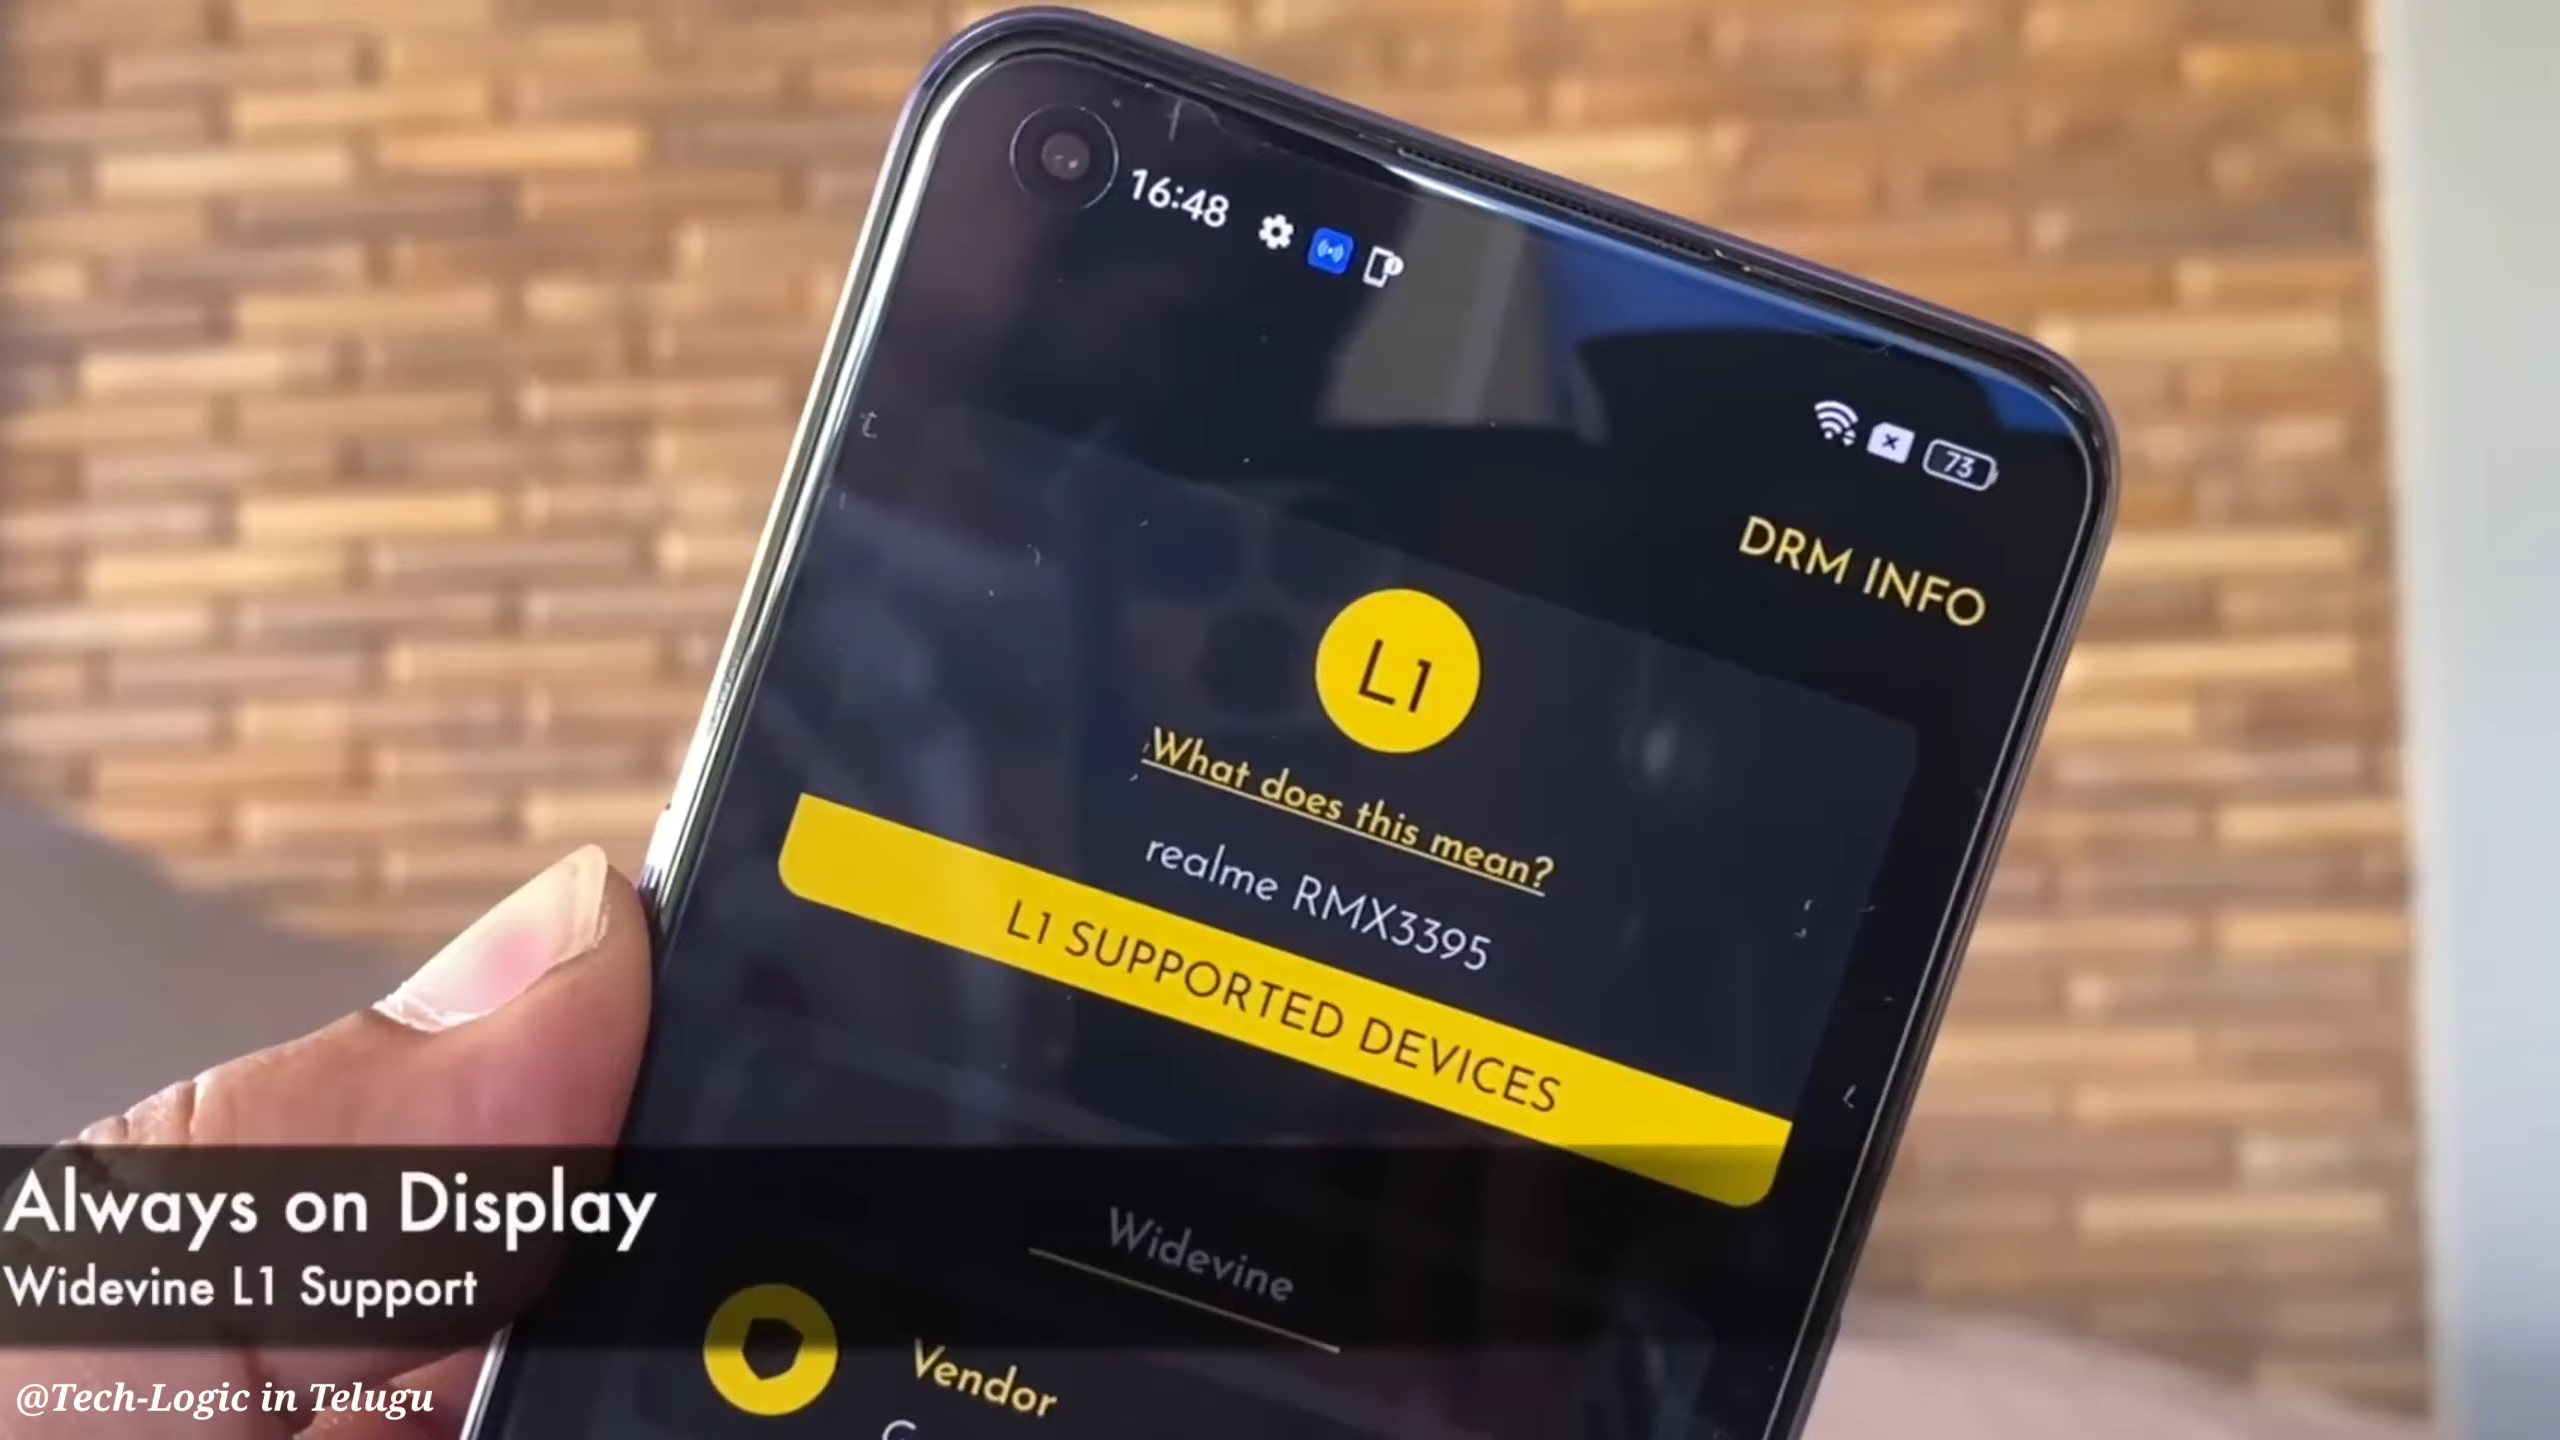 16:48
73
DRM INFO
L1
What does this mean?
realme RMX3395
L1 SUPPORTED DEVICES
Widevine
Vendor
Always on Display
Widevine L1 Support
@Tech-Logic in Telugu